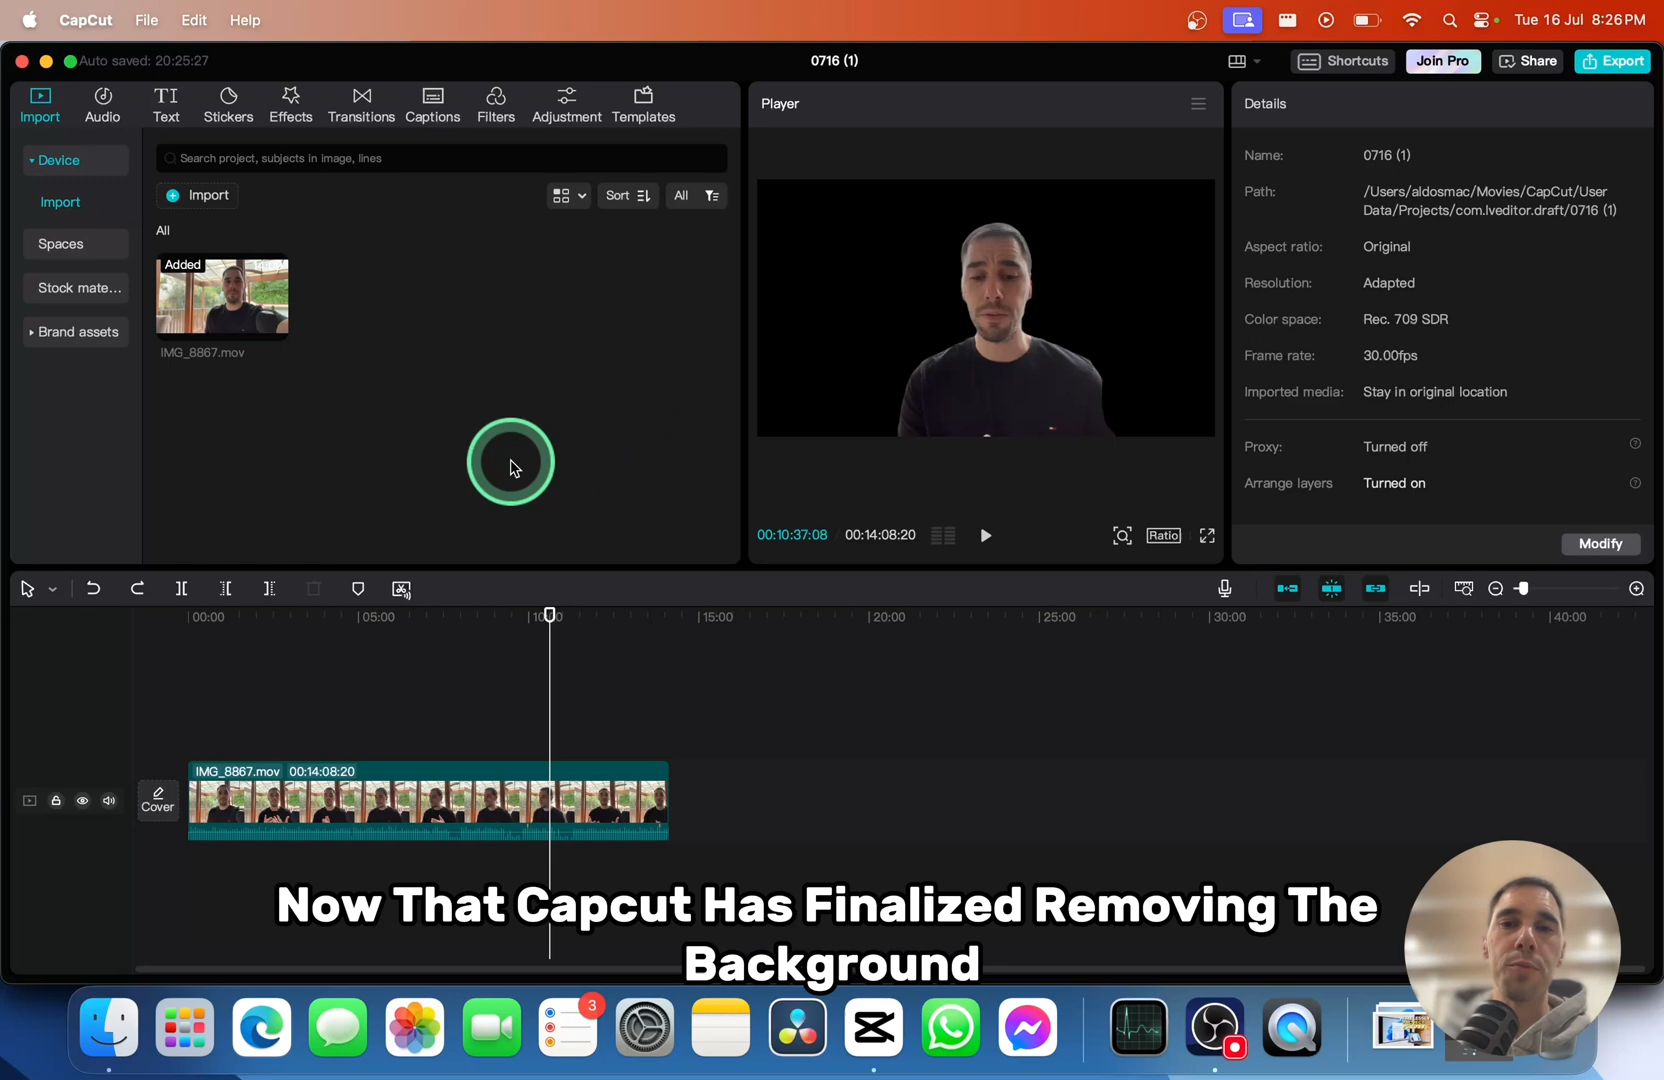 CapCut File Edit Help
Tue 16 Jul 8:26PM
Auto saved: 20:25:27
0716 (1)
Shortcuts
Join Pro
Share
Export
Import
Audio
TI
Text
Stickers
Effects
Transitions
Captions
Filters
Adjustment
Templates
Device
Import
Spaces
Stock mate...
Brand assets
Search project, subjects in image, lines
Import
Sort
All
All
Added
IMG_8867.mov
Player
00:10:37:08
00:14:08:20
Ratio
Details
Name: 0716 (1)
Path: /Users/aldosmac/Movies/CapCut/User
Data/Projects/com.lveditor.draft/0716 (1)
Aspect ratio: Original
Resolution: Adapted
Color space: Rec. 709 SDR
Frame rate: 30.00fps
Imported media: Stay in original location
Proxy: Turned off
Arrange layers Turned on
Modify
00:00 05:00 10:00 15:00 20:00 25:00 30:00 35:00 40:00
IMG_8867.mov 00:14:08:20
Cover
Now That Capcut Has Finalized Removing The
Background
3